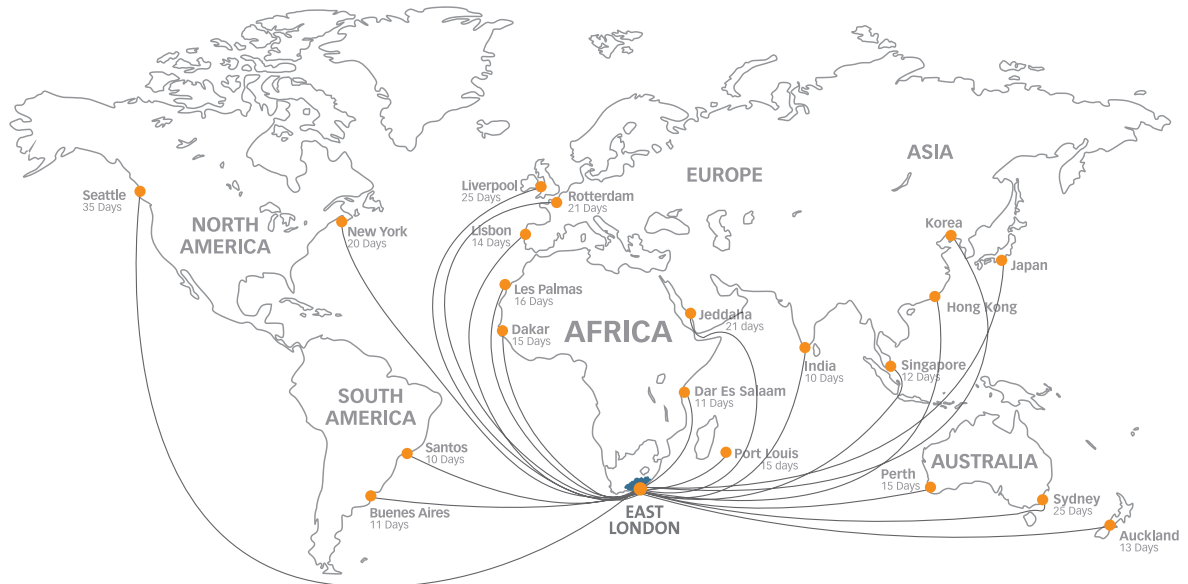 ASIA
EUROPE
Liverpool
25 Days
Rotterdam
21 Days
Seattle
35 Days
NORTH
AMERICA
New York
20 Days
Lisbon
14 Days
Korea
Japan
Les Palmas
16 Days
Hong Kong
Jeddaha
21 days
Dakar
15 Days
AFRICA
India
10 Days
Singapore
12 Days
Dar Es Salaam
11 Days
SOUTH
AMERICA
Santos
10 Days
Port Louis
15 days
AUSTRALIA
Perth
15 Days
Buenes Aires
11 Days
EAST
LONDON
Sydney
25 Days
Auckland
13 Days